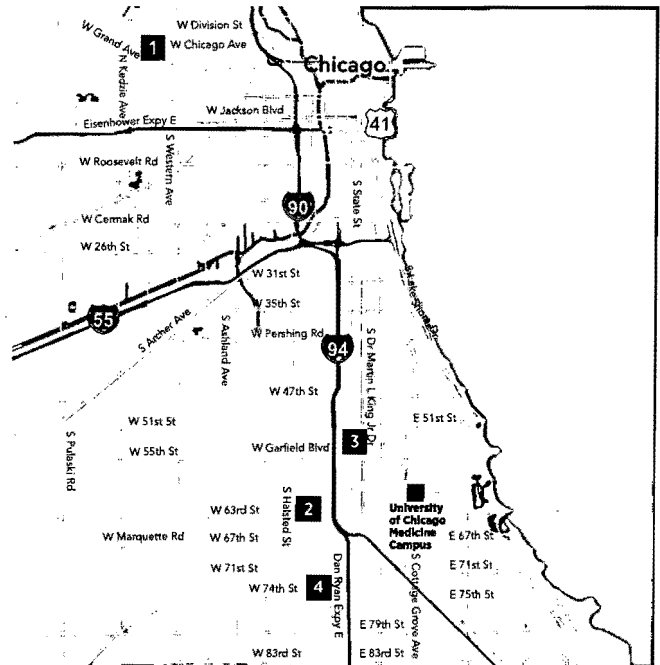 W Division St
W Grand Ave
1
W Chicago Ave
Chicago
N Kedzie Ave
W Jackson Blvd
Eisenhower Expy E
41
W Roosevelt Rd
S Western Ave
S State St
90
W Cermak Rd
W 26th St
W 31st St
S Lake Shore Dr
W 35th St
55
S Archer Ave
W Pershing Rd
94
S Ashland Ave
S Dr Martin L King Jr Dr
W 47th St
W 51st St
E 51st St
S Pulaski Rd
W 55th St
W Garfield Blvd
3
S Halsted St
2
W 63rd St
University
of Chicago
Medicine
Campus
W Marquette Rd
W 67th St
E 67th St
W 71st St
E 71st St
Dan Ryan Expy E
S Cottage Grove Ave
W 74th St
4
E 75th St
E 79th St
W 83rd St
E 83rd St